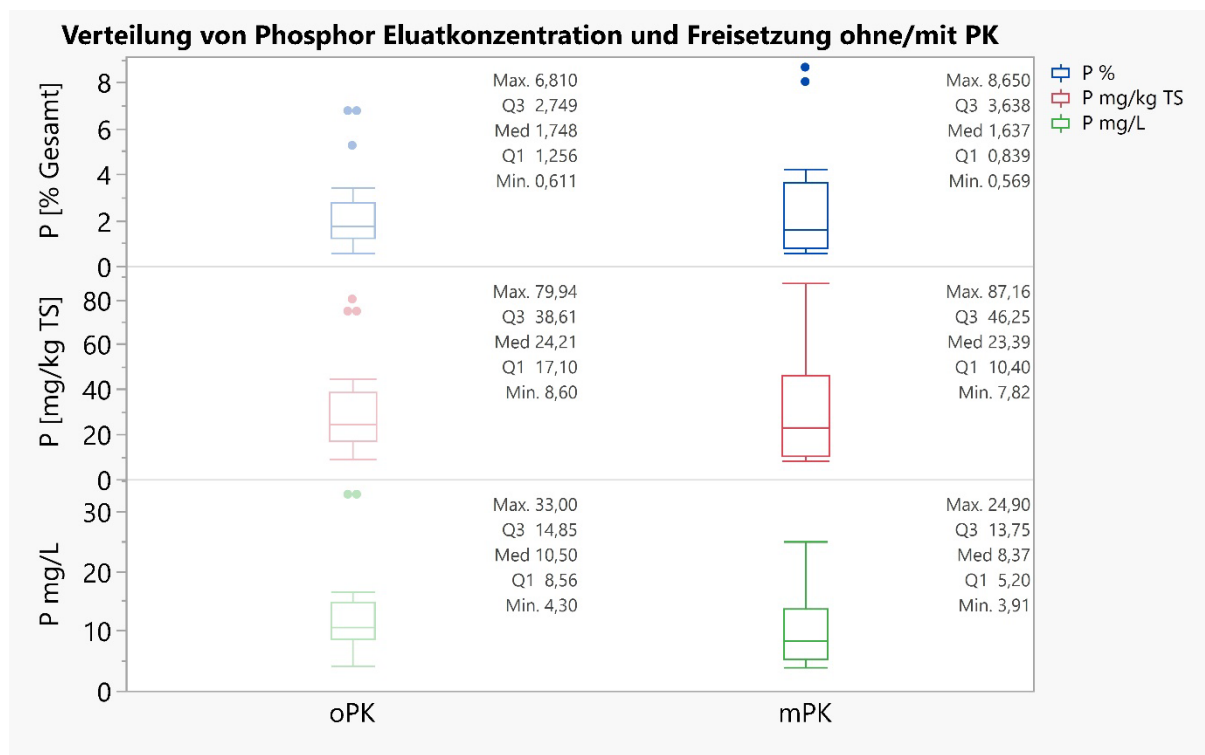 Verteilung von Phosphor Eluatkonzentration und Freisetzung ohne/mit PK
P %
P mg/kg TS
P mg/L
P [% Gesamt]
8
6
4
2
0
Max. 6,810
Q3 2,749
Med 1,748
Q1 1,256
Min. 0,611
Max. 8,650
Q3 3,638
Med 1,637
Q1 0,839
Min. 0,569
P [mg/kg TS]
80
60
40
20
0
Max. 79,94
Q3 38,61
Med 24,21
Q1 17,10
Min. 8,60
Max. 87,16
Q3 46,25
Med 23,39
Q1 10,40
Min. 7,82
P mg/L
30
20
10
0
Max. 33,00
Q3 14,85
Med 10,50
Q1 8,56
Min. 4,30
Max. 24,90
Q3 13,75
Med 8,37
Q1 5,20
Min. 3,91
oPK
mPK